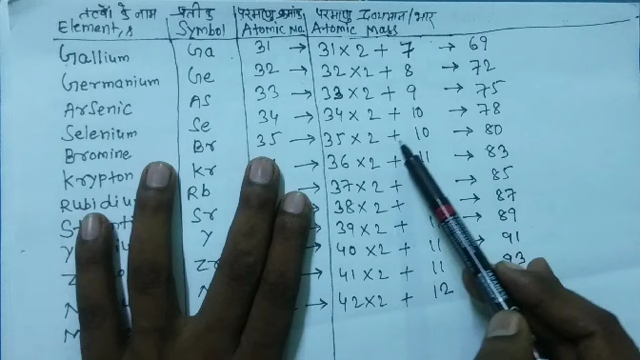 तत्वों के नाम प्रतीक परमाणु क्रमांक परमाणु द्रव्यमान/भार
Element,s Symbol Atomic No. Atomic Mass
Gallium Ga 31 → 31×2 + 7 → 69
Germanium Ge 32 → 32×2 + 8 → 72
Arsenic As 33 → 33×2 + 9 → 75
Selenium Se 34 → 34×2 + 10 → 78
Bromine Br 35 → 35×2 + 10 → 80
Krypton Kr → 36×2 + 11 → 83
Rubidium Rb → 37×2 + → 85
Sr → 38×2 + 87
Y → 39×2 + 89
Zr → 40×2 + 11 91
→ 41×2 + 11 93
→ 42×2 + 12